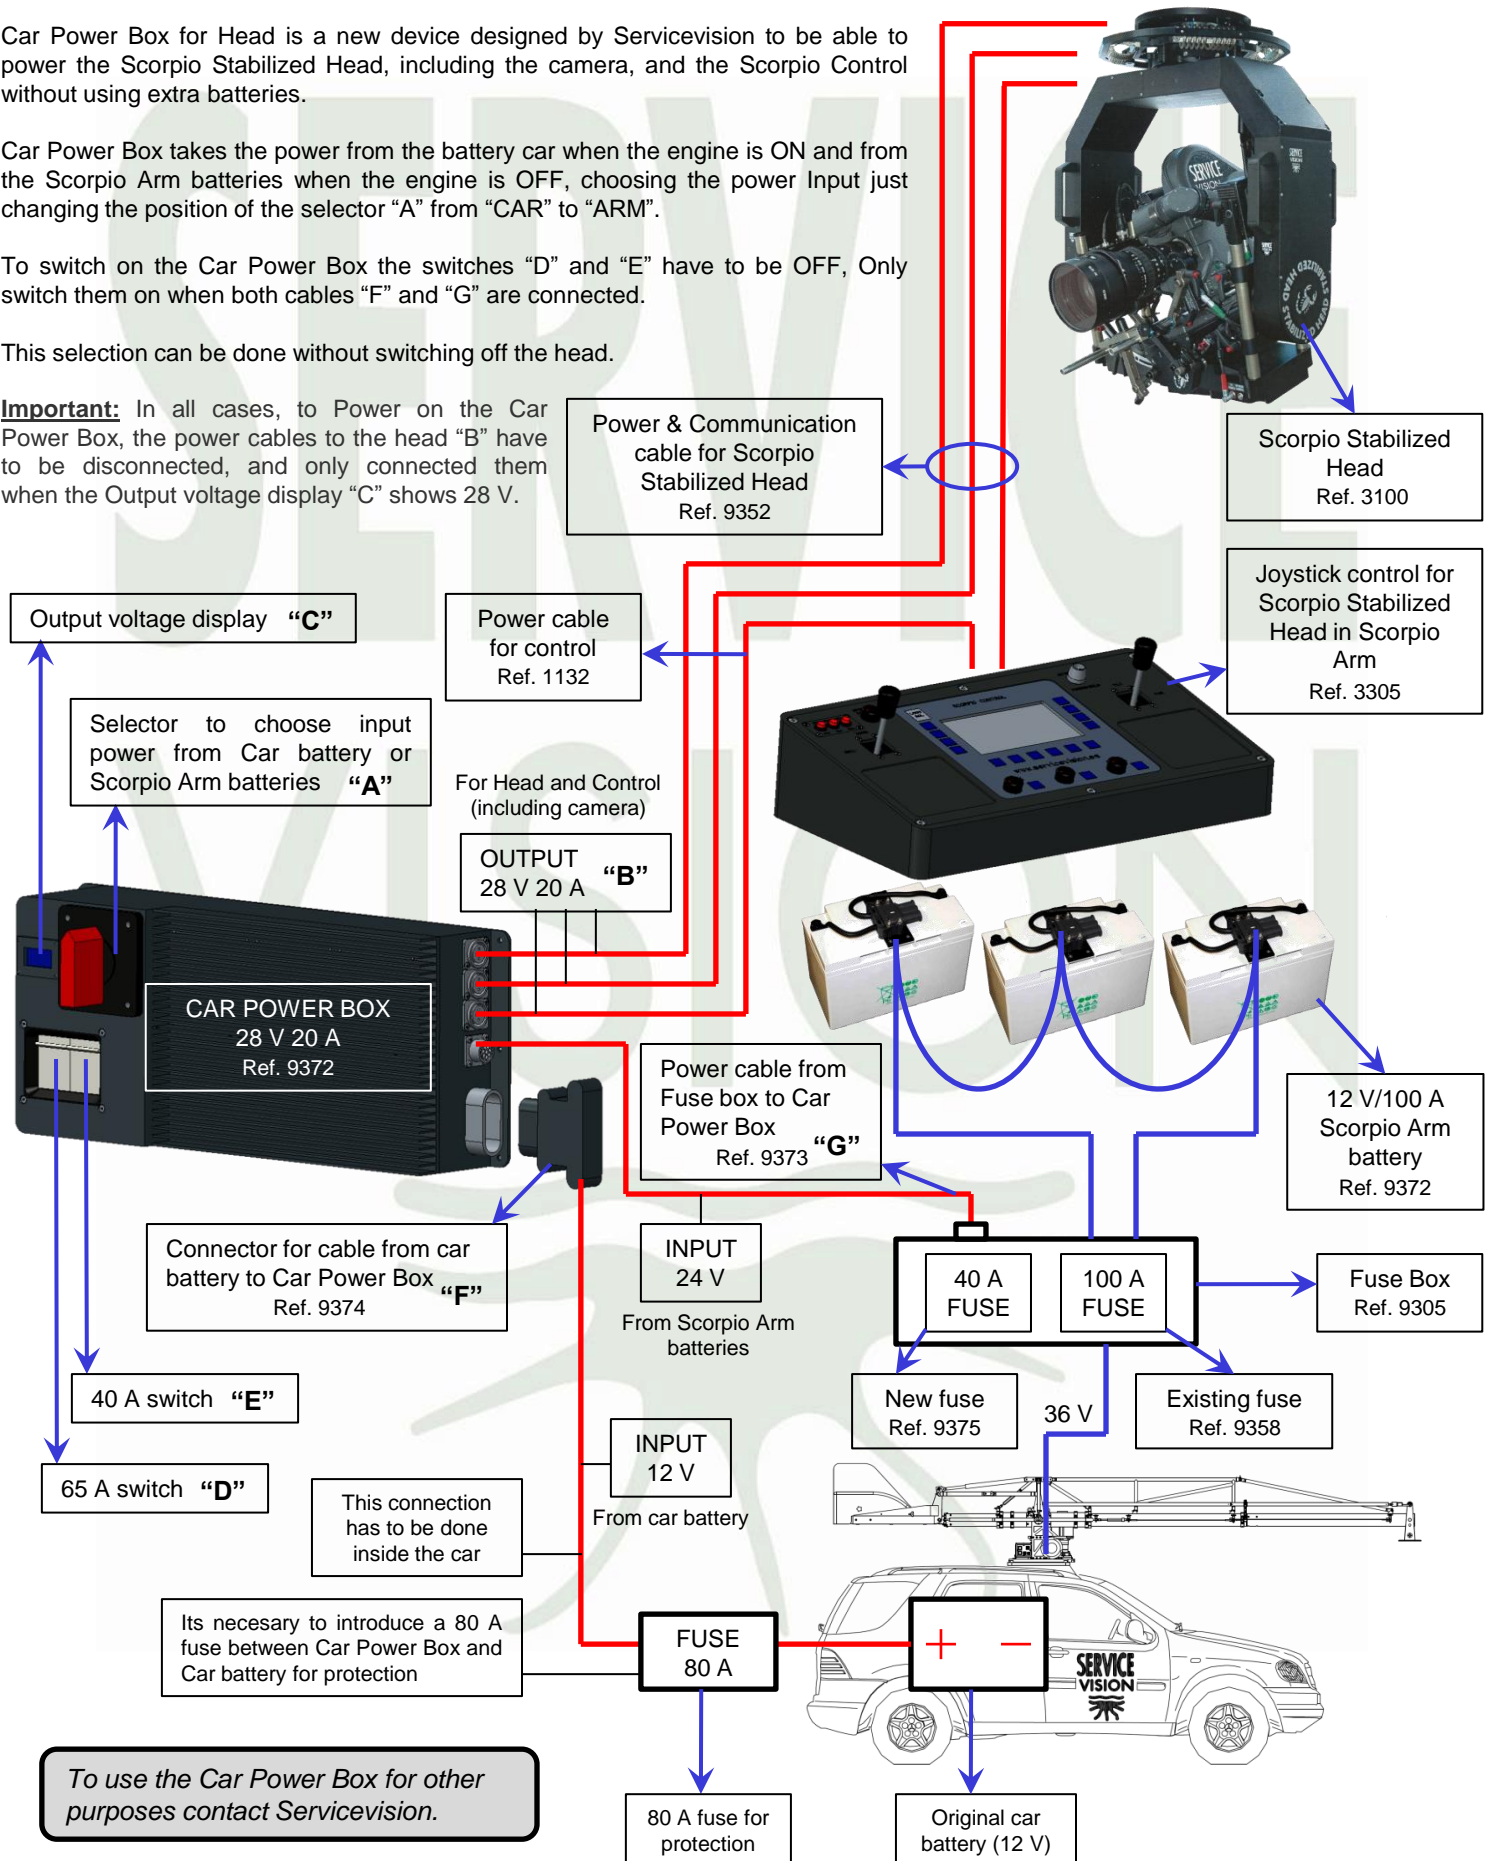 Car Power Box for Head is a new device designed by Servicevision to be able to
power the Scorpio Stabilized Head, including the camera, and the Scorpio Control
without using extra batteries.
Car Power Box takes the power from the battery car when the engine is ON and from
the Scorpio Arm batteries when the engine is OFF, choosing the power Input just
changing the position of the selector “A” from “CAR” to “ARM”.
To switch on the Car Power Box the switches “D” and “E” have to be OFF, Only
switch them on when both cables “F” and “G” are connected.
This selection can be done without switching off the head.
Important: In all cases, to Power on the Car
Power Box, the power cables to the head “B” have
to be disconnected, and only connected them
when the Output voltage display “C” shows 28 V.
SERVICE
VISION
SERVICE
VISION
STABILIZED HEAD
Power & Communication
cable for Scorpio
Stabilized Head
Ref. 9352
Scorpio Stabilized
Head
Ref. 3100
Output voltage display “C”
Power cable
for control
Ref. 1132
Joystick control for
Scorpio Stabilized
Head in Scorpio
Arm
Ref. 3305
Selector to choose input
power from Car battery or
Scorpio Arm batteries “A”
SCORPIO CONTROL
www.servicevision.es
For Head and Control
(including camera)
OUTPUT
28 V 20 A “B”
CAR POWER BOX
28 V 20 A
Ref. 9372
Power cable from
Fuse box to Car
Power Box
Ref. 9373 “G”
12 V/100 A
Scorpio Arm
battery
Ref. 9372
Connector for cable from car
battery to Car Power Box
Ref. 9374 “F”
INPUT
24 V
From Scorpio Arm
batteries
40 A
FUSE
100 A
FUSE
Fuse Box
Ref. 9305
40 A switch “E”
New fuse
Ref. 9375
36 V
Existing fuse
Ref. 9358
65 A switch “D”
INPUT
12 V
From car battery
This connection
has to be done
inside the car
Its necesary to introduce a 80 A
fuse between Car Power Box and
Car battery for protection
FUSE
80 A
+ −
SERVICE
VISION
To use the Car Power Box for other
purposes contact Servicevision.
80 A fuse for
protection
Original car
battery (12 V)